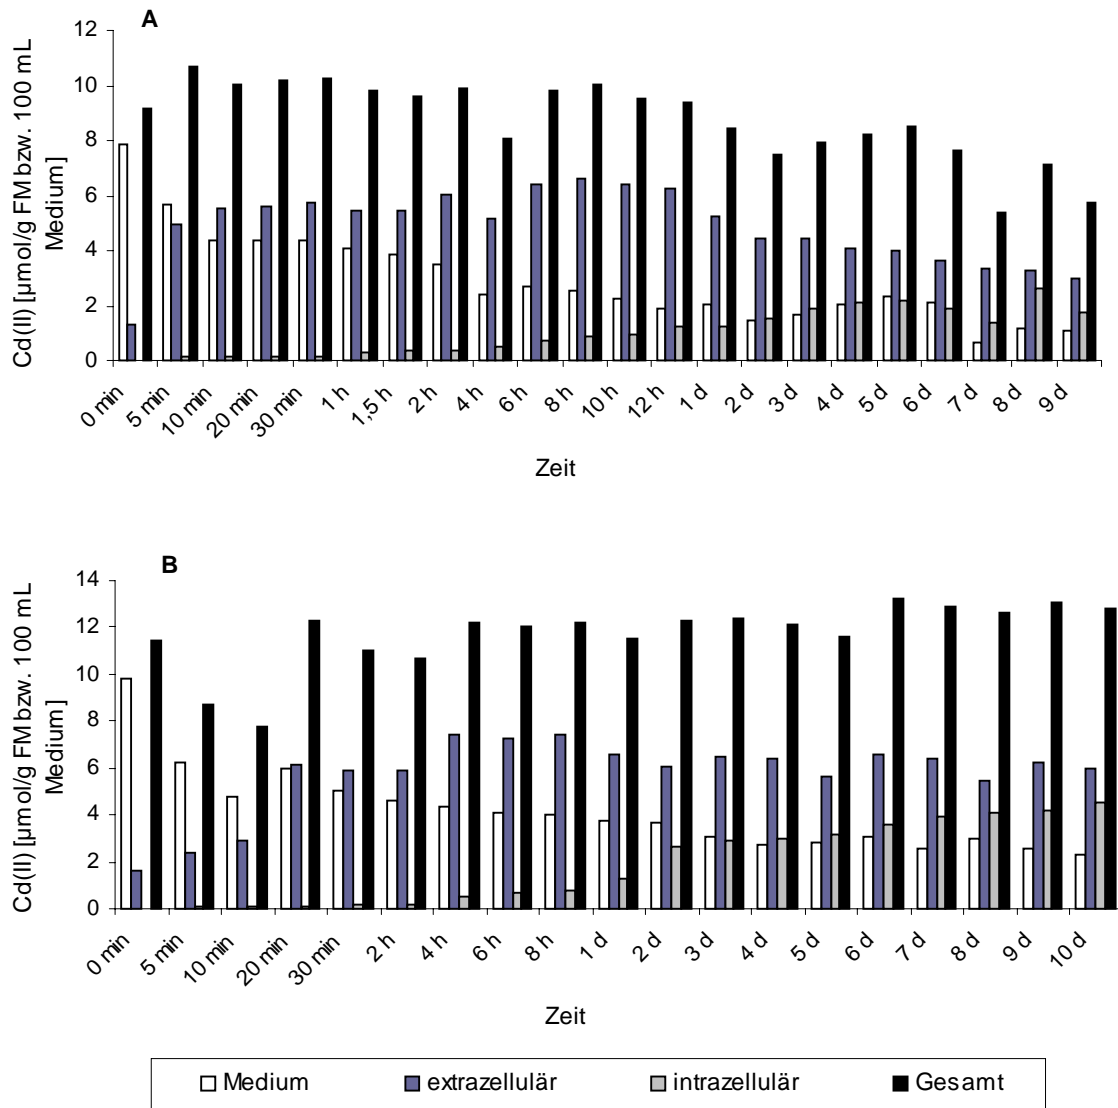 A
Cd(II) [µmol/g FM bzw. 100 mL
Medium]
12
10
8
6
4
2
0
0 min
5 min
10 min
20 min
30 min
1 h
1,5 h
2 h
4 h
6 h
8 h
10 h
12 h
1 d
2 d
3 d
4 d
5 d
6 d
7 d
8 d
9 d
Zeit
B
Cd(II) [µmol/g FM bzw. 100 mL
Medium]
14
12
10
8
6
4
2
0
0 min
5 min
10 min
20 min
30 min
2 h
4 h
6 h
8 h
1 d
2 d
3 d
4 d
5 d
6 d
7 d
8 d
9 d
10 d
Zeit
Medium extrazellulär intrazellulär Gesamt